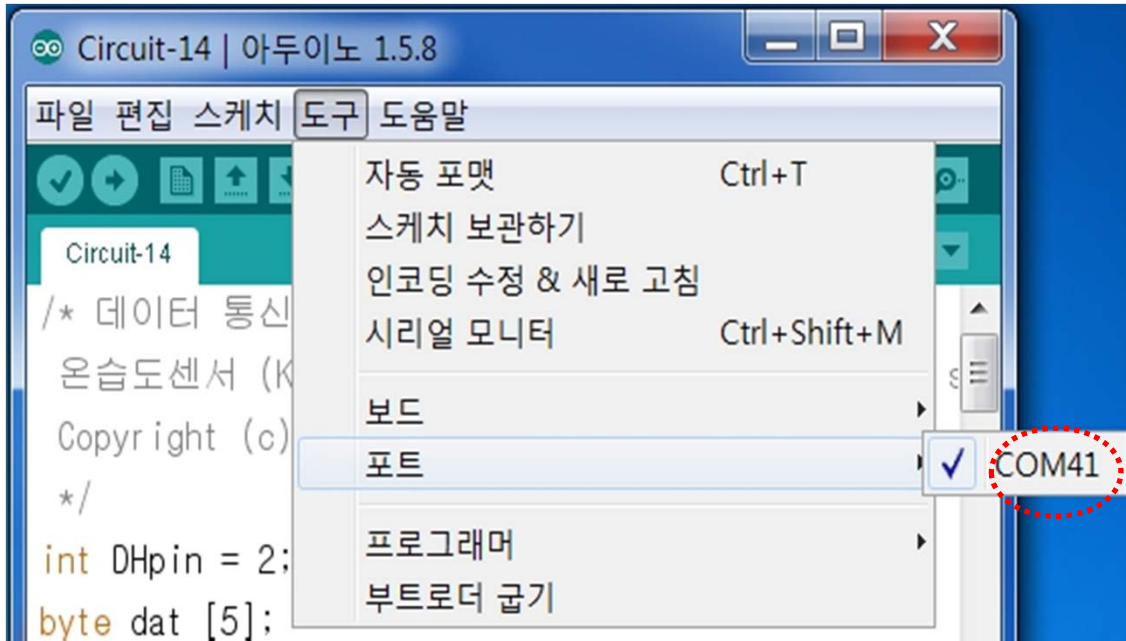 Circuit-14 | 아두이노 1.5.8
파일 편집 스케치 도구 도움말
자동 포맷 Ctrl+T
스케치 보관하기
인코딩 수정 & 새로 고침
시리얼 모니터 Ctrl+Shift+M
보드
포트 COM41
프로그래머
부트로더 굽기
Circuit-14
/* 데이터 통신
온습도센서 (K s
Copyright (c)
*/
int DHpin = 2;
byte dat [5];